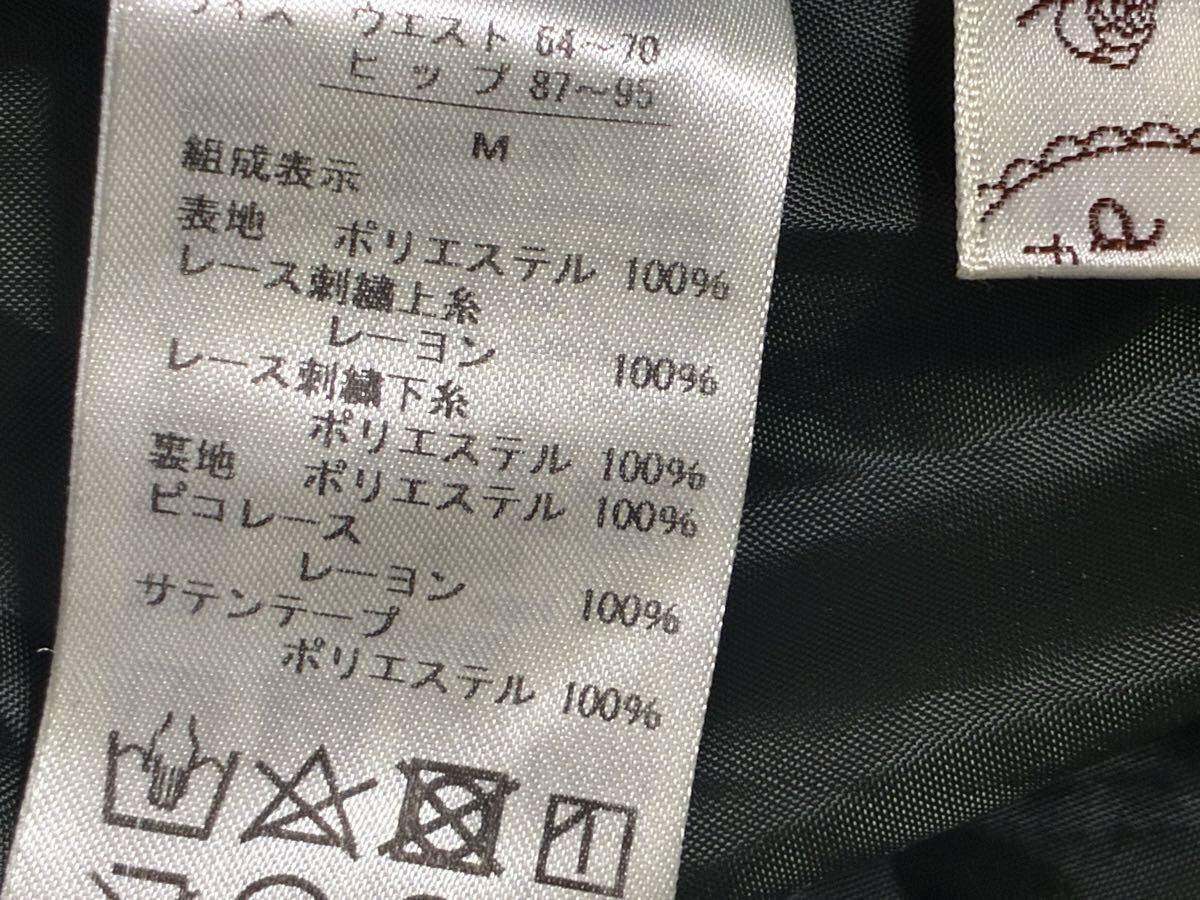 サイズ ウエスト 64~70
ヒップ 87~95
M
組成表示
表地 ポリエステル 100%
レース刺繍上糸
レーヨン 100%
レース刺繍下糸
ポリエステル 100%
裏地 ポリエステル 100%
ピコレース
レーヨン 100%
サテンテープ
ポリエステル 100%